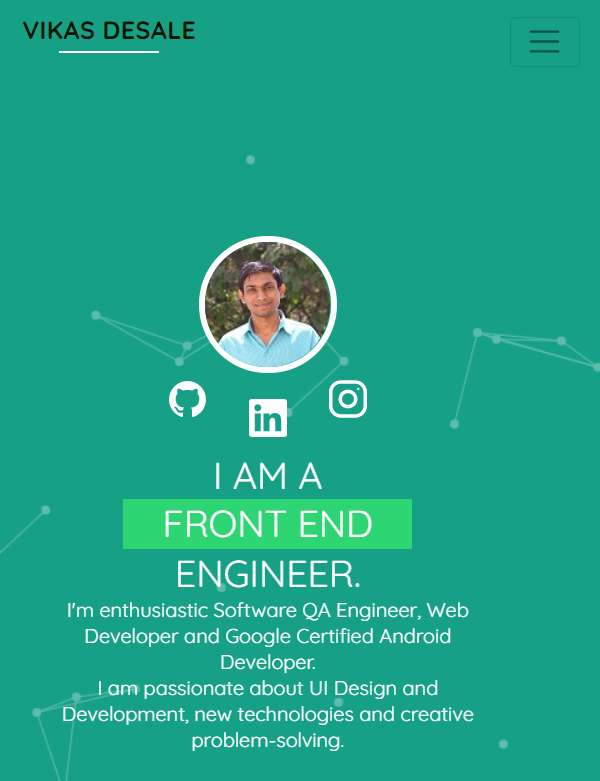 VIKAS DESALE
in
I AM A
FRONT END
ENGINEER.
I'm enthusiastic Software QA Engineer, Web
Developer and Google Certified Android
Developer.
I am passionate about UI Design and
Development, new technologies and creative
problem-solving.